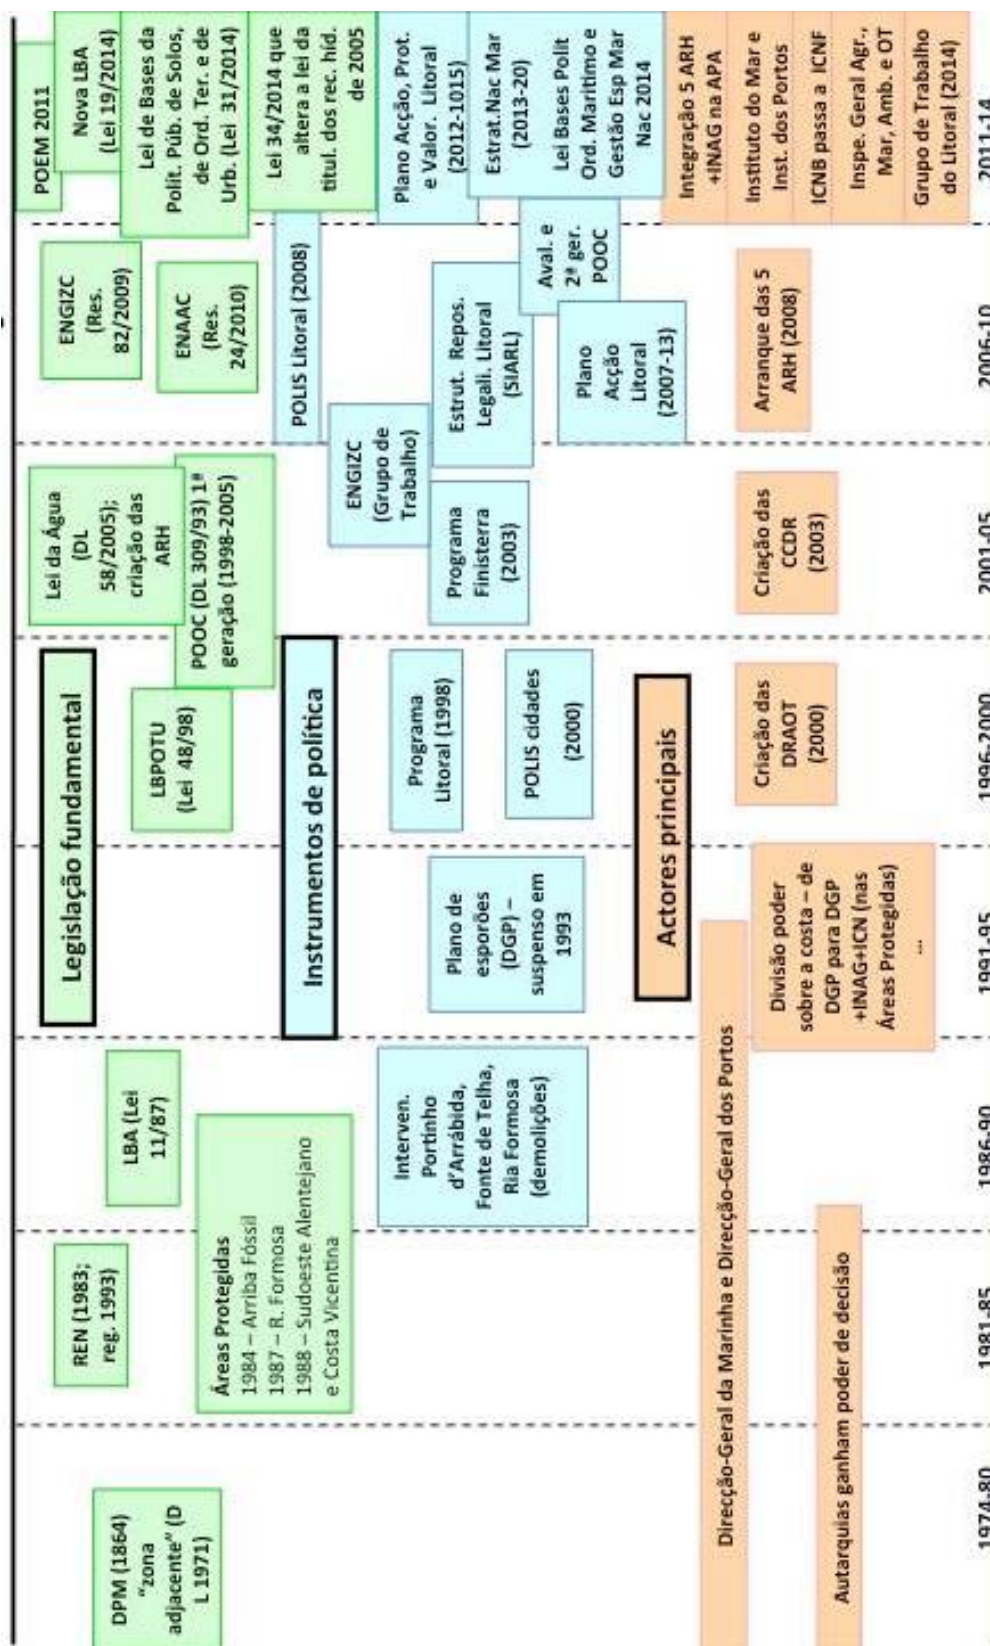 Legislação fundamental
DPM (1864)
"zona
adjacente" (D
L 1971)
REN (1983;
reg. 1993)
Áreas Protegidas
1984 – Arriba Fóssil
1987 – R. Formosa
1988 – Sudoeste Alentejano
e Costa Vicentina
LBA (Lei
11/87)
LBPOTU
(Lei 48/98)
Lei da Água
(DL
58/2005);
criação das
ARH
POOC (DL 309/93) 1ª
geração (1998-2005)
ENGIZC
(Res.
82/2009)
ENAAC
(Res.
24/2010)
POEM 2011
Nova LBA
(Lei 19/2014)
Lei de Bases da
Polit. Púb. de Solos,
de Ord. Ter. e de
Urb. (Lei 31/2014)
Lei 34/2014 que
altera a lei da
titul. dos rec. híd.
de 2005
Instrumentos de política
Interven.
Portinho
d'Arrábida,
Fonte de Telha,
Ria Formosa
(demolições)
Plano de
esporões
(DGP) –
suspenso em
1993
Programa
Litoral (1998)
POLIS cidades
(2000)
ENGIZC
(Grupo de
Trabalho)
Programa
Finisterra
(2003)
POLIS Litoral (2008)
Estrut. Repos.
Legali. Litoral
(SIARL)
Aval. e
2ª ger.
POOC
Plano
Acção
Litoral
(2007-13)
Plano Acção, Prot.
e Valor. Litoral
(2012-1015)
Estrat.Nac Mar
(2013-20)
Lei Bases Polit
Ord. Maritimo e
Gestão Esp Mar
Nac 2014
Actores principais
Direcção-Geral da Marinha e Direcção-Geral dos Portos
Autarquias ganham poder de decisão
Divisão poder
sobre a costa – de
DGP para DGP
+INAG+ICN (nas
Áreas Protegidas)
...
Criação das
DRAOT
(2000)
Criação das
CCDR
(2003)
Arranque das 5
ARH (2008)
Integração 5 ARH
+INAG na APA
Instituto do Mar e
Inst. dos Portos
ICNB passa a ICNF
Inspe. Geral Agr.,
Mar, Amb. e OT
Grupo de Trabalho
do Litoral (2014)
1974-80
1981-85
1986-90
1991-95
1996-2000
2001-05
2006-10
2011-14